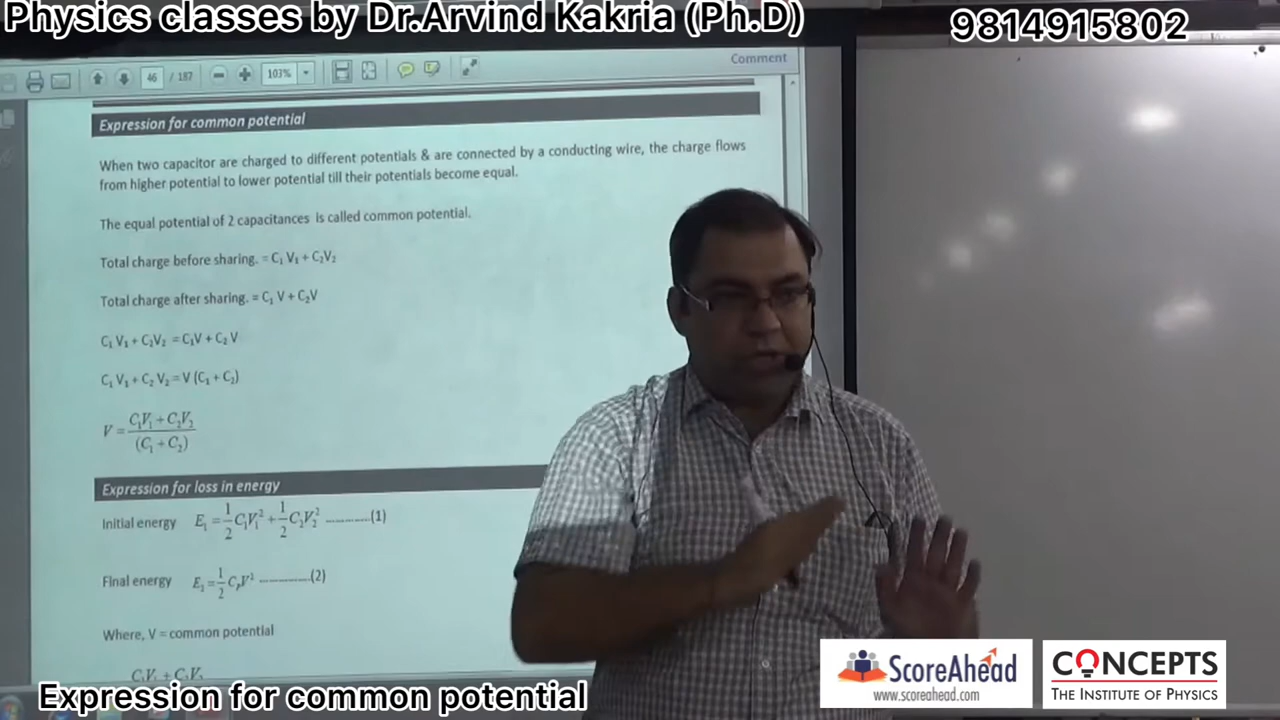 Physics classes by Dr.Arvind Kakria (Ph.D)
9814915802
46 / 187
103%
Comment
Expression for common potential
When two capacitor are charged to different potentials & are connected by a conducting wire, the charge flows
from higher potential to lower potential till their potentials become equal.
The equal potential of 2 capacitances is called common potential.
Total charge before sharing. = C₁ V₁ + C₂V₂
Total charge after sharing. = C₁ V + C₂V
C₁ V₁ + C₂V₂ = C₁V + C₂ V
C₁ V₁ + C₂ V₂ = V (C₁ + C₂)
V = C₁V₁ + C₂V₂ / (C₁ + C₂)
Expression for loss in energy
Initial energy E₁ = 1/2 C₁V₁² + 1/2 C₂V₂² ..............(1)
Final energy E₂ = 1/2 CₚV² ................(2)
Where, V = common potential
C₁V₁ + C₂V₂
Expression for common potential
ScoreAhead
www.scoreahead.com
CONCEPTS
THE INSTITUTE OF PHYSICS